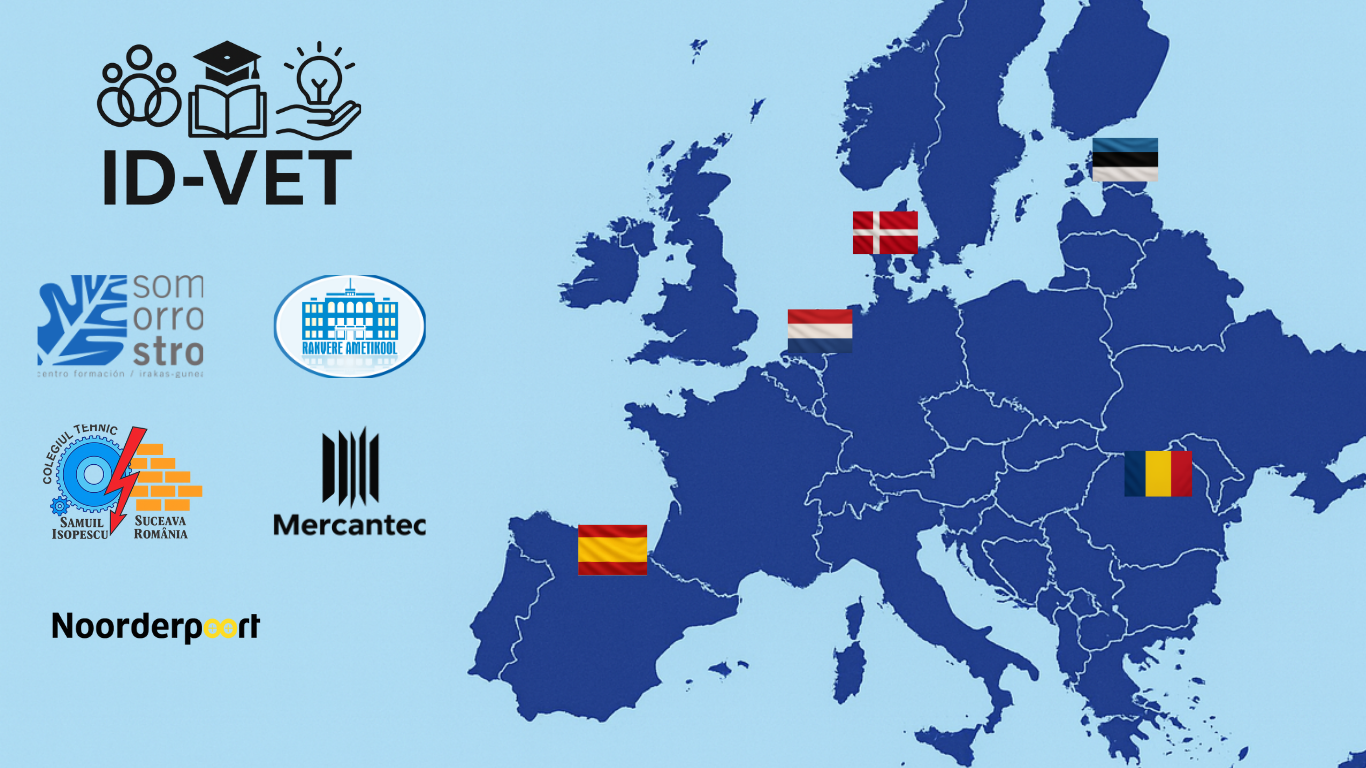 ID-VET
som
orro
stro
centro formación / irakas-gunea
RAKVERE AMETIKOOL
COLEGIUL TEHNIC
SAMUIL
ISOPESCU
SUCEAVA
ROMÂNIA
Mercantec
Noorderpoort